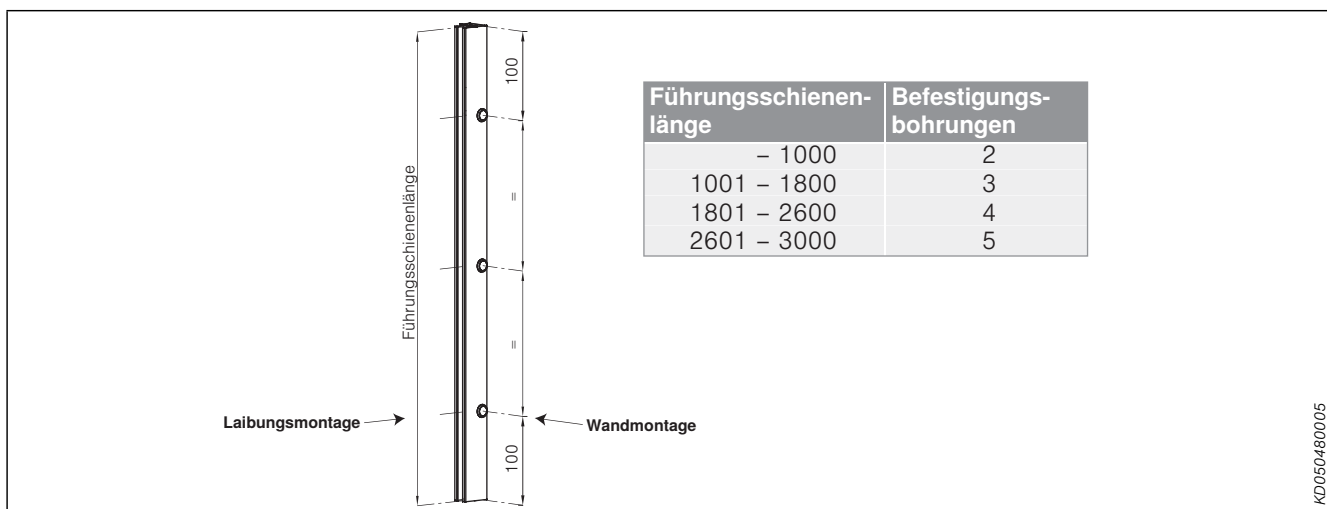 100
Führungsschienenlänge
=
=
100
Laibungsmontage
Wandmontage
Führungsschienen- Befestigungs-
länge bohrungen
– 1000 2
1001 – 1800 3
1801 – 2600 4
2601 – 3000 5
KD050480005